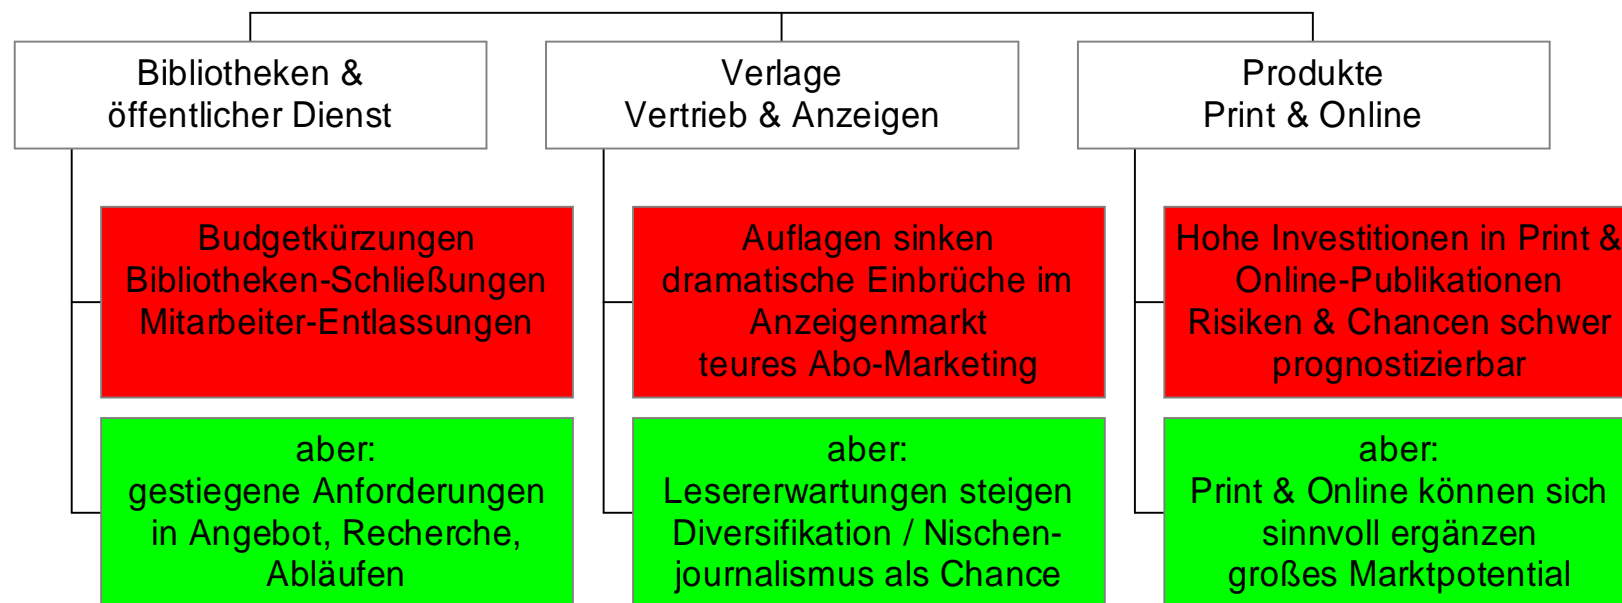 Bibliotheken &
öffentlicher Dienst
Verlage
Vertrieb & Anzeigen
Produkte
Print & Online
Budgetkürzungen
Bibliotheken-Schließungen
Mitarbeiter-Entlassungen
Auflagen sinken
dramatische Einbrüche im
Anzeigenmarkt
teures Abo-Marketing
Hohe Investitionen in Print &
Online-Publikationen
Risiken & Chancen schwer
prognostizierbar
aber:
gestiegene Anforderungen
in Angebot, Recherche,
Abläufen
aber:
Lesererwartungen steigen
Diversifikation / Nischen-
journalismus als Chance
aber:
Print & Online können sich
sinnvoll ergänzen
großes Marktpotential